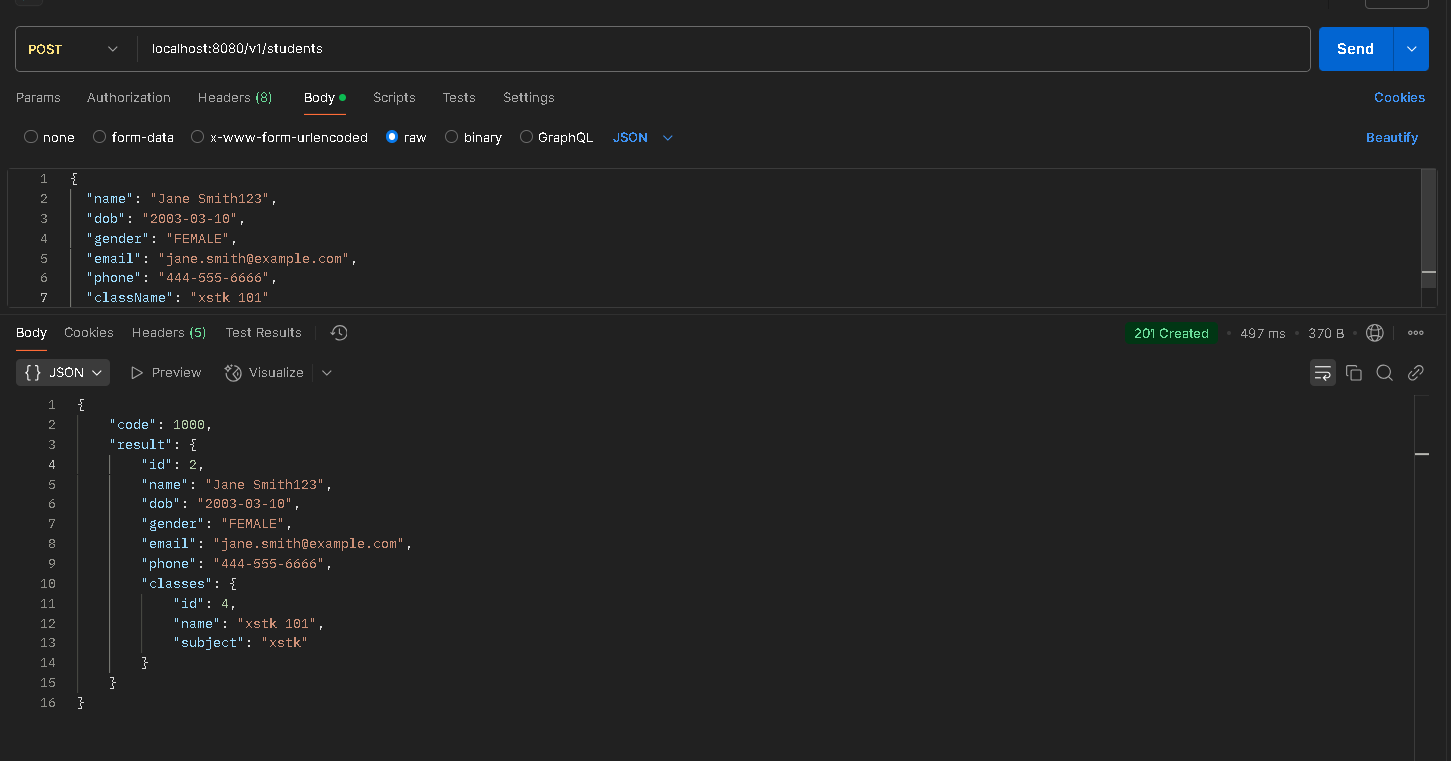 POST localhost:8080/v1/students Send
Params Authorization Headers (8) Body Scripts Tests Settings Cookies
none form-data x-www-form-urlencoded raw binary GraphQL JSON Beautify
1 {
2 "name": "Jane Smith123",
3 "dob": "2003-03-10",
4 "gender": "FEMALE",
5 "email": "jane.smith@example.com",
6 "phone": "444-555-6666",
7 "className": "xstk 101"
Body Cookies Headers (5) Test Results 201 Created • 497 ms • 370 B •
{} JSON Preview Visualize
1 {
2 "code": 1000,
3 "result": {
4 "id": 2,
5 "name": "Jane Smith123",
6 "dob": "2003-03-10",
7 "gender": "FEMALE",
8 "email": "jane.smith@example.com",
9 "phone": "444-555-6666",
10 "classes": {
11 "id": 4,
12 "name": "xstk 101",
13 "subject": "xstk"
14 }
15 }
16 }